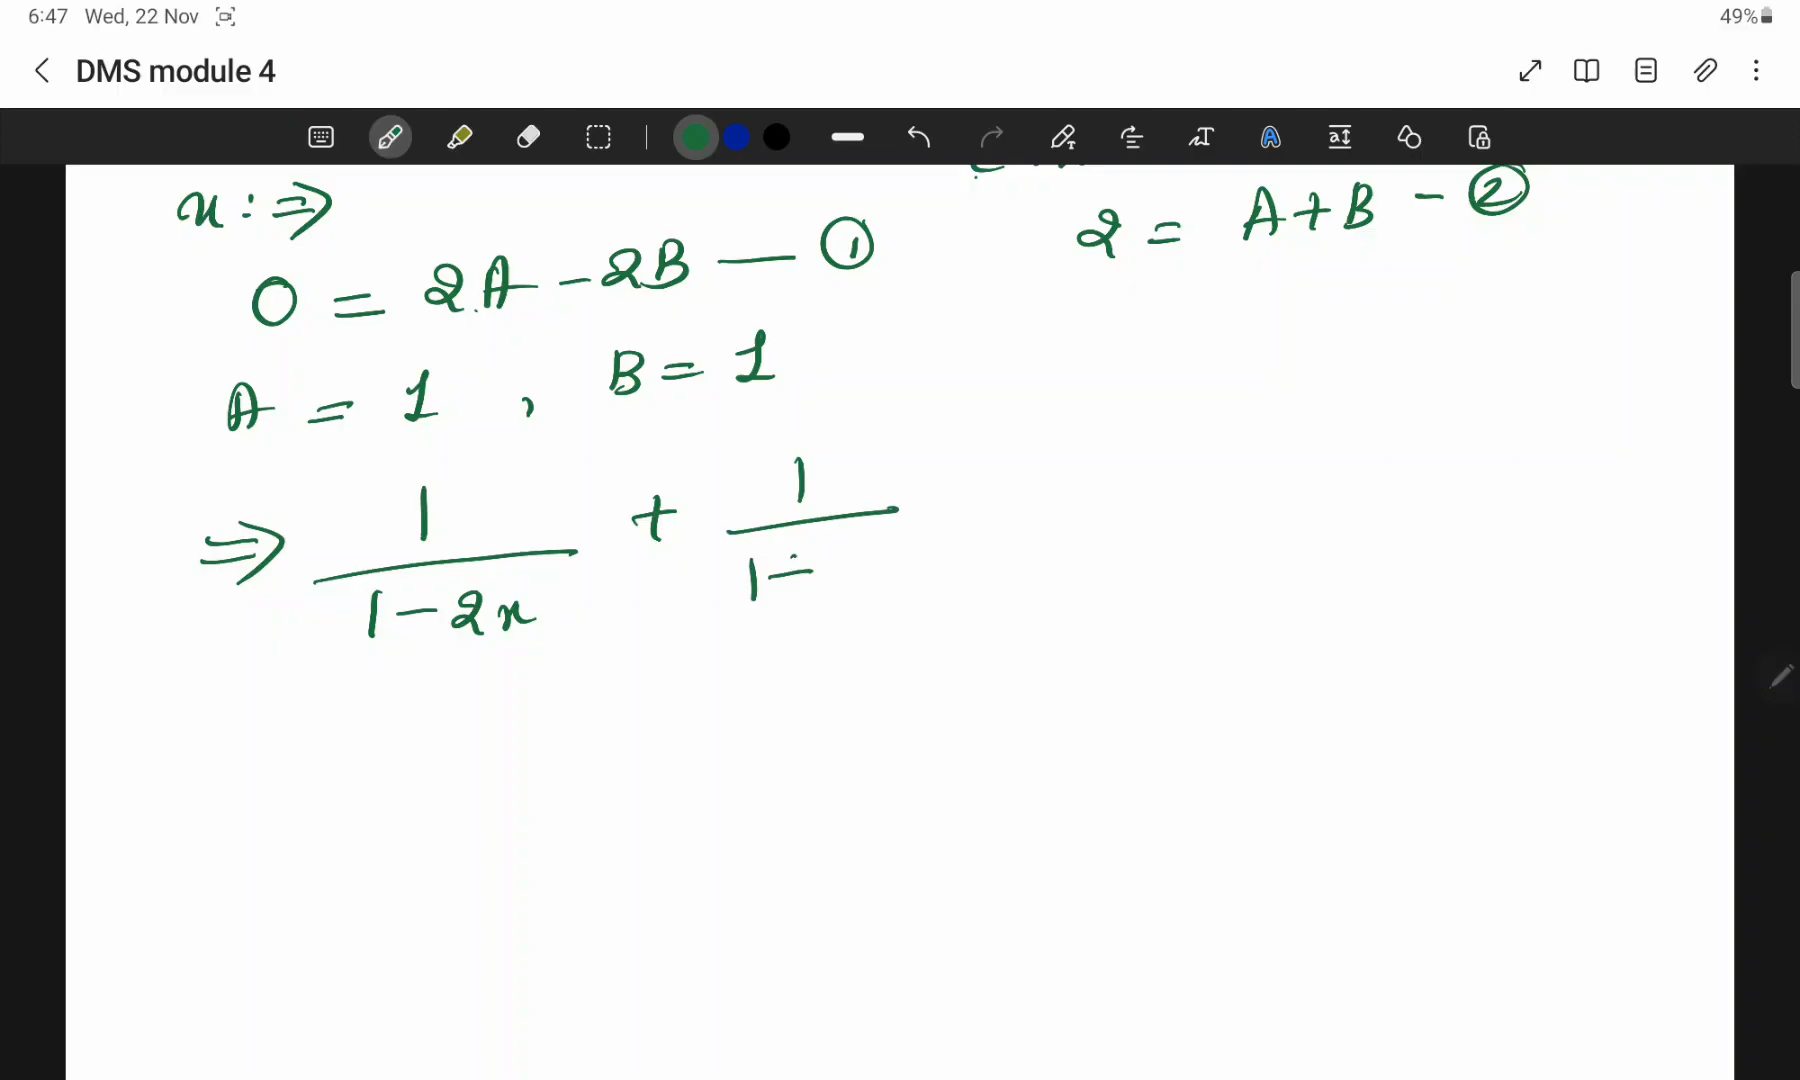 6:47 Wed, 22 Nov 49%
DMS module 4
x : ⇒
2 = A+B - ②
0 = 2A - 2B — ①
A = 1 , B = 1
⇒ 1/(1-2x) + 1/(1-